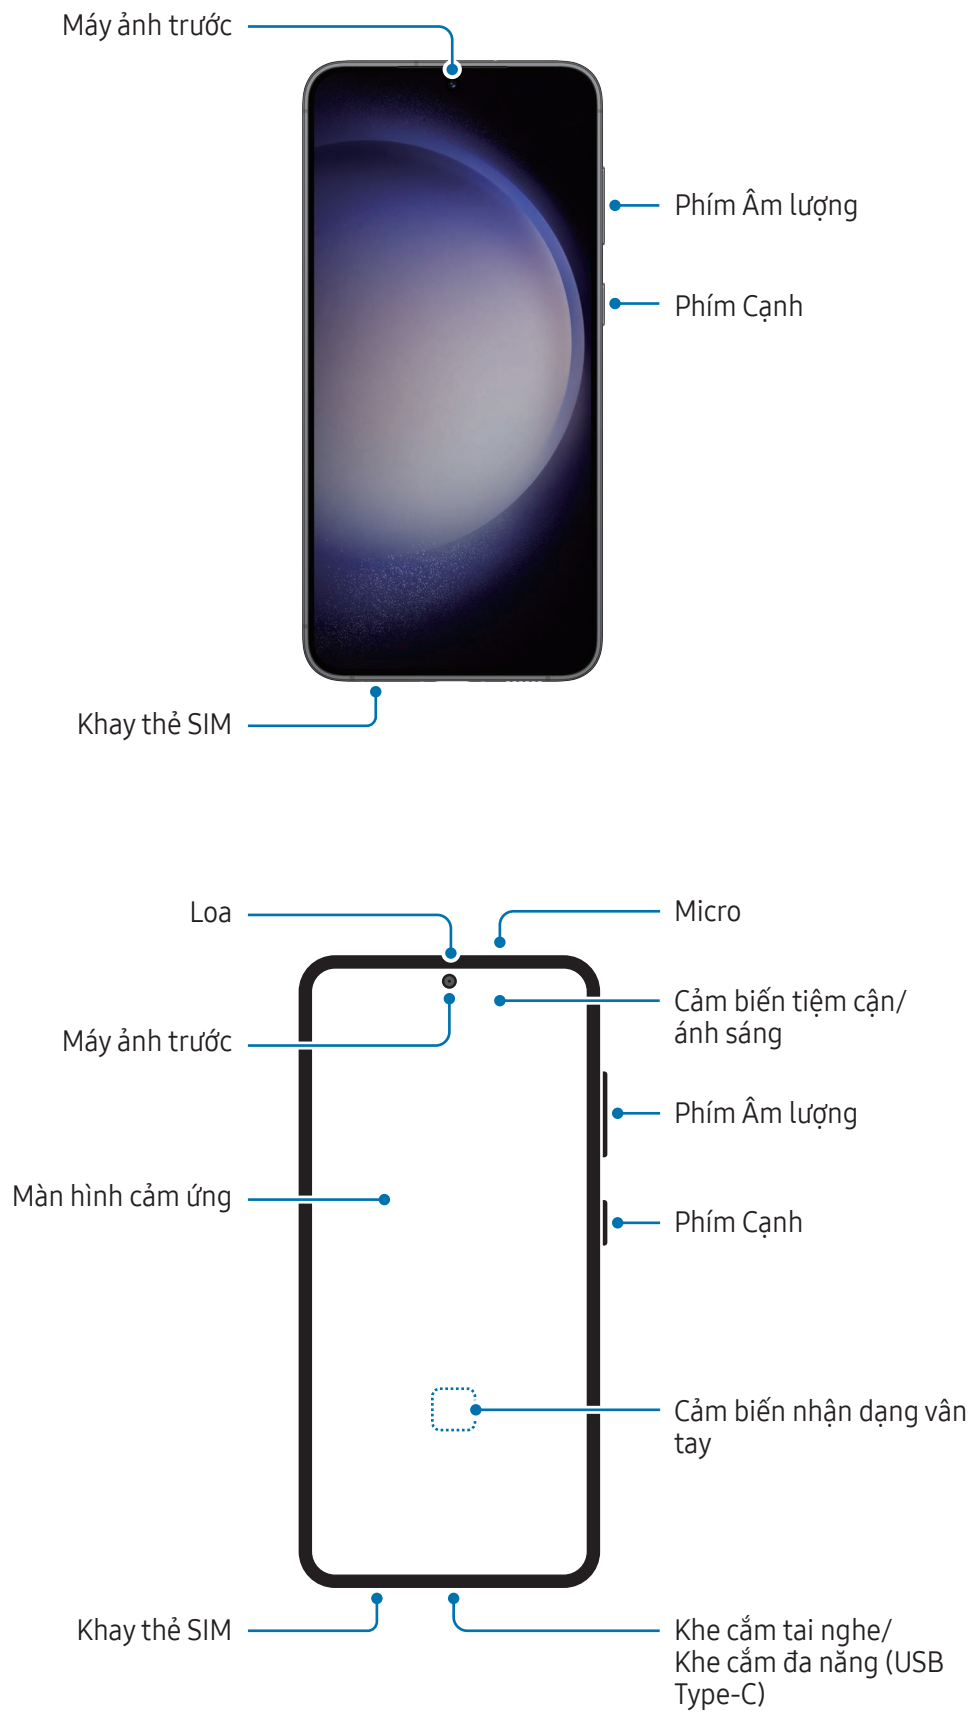 Máy ảnh trước
Phím Âm lượng
Phím Cạnh
Khay thẻ SIM
Loa
Micro
Cảm biến tiệm cận/
ánh sáng
Máy ảnh trước
Phím Âm lượng
Màn hình cảm ứng
Phím Cạnh
Cảm biến nhận dạng vân
tay
Khay thẻ SIM
Khe cắm tai nghe/
Khe cắm đa năng (USB
Type-C)